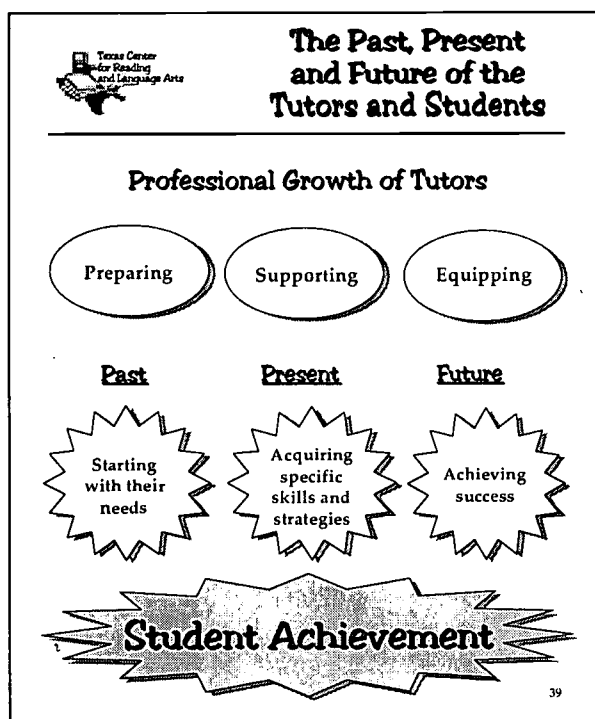 Texas Center
for Reading
and Language Arts
The Past, Present
and Future of the
Tutors and Students
Professional Growth of Tutors
Preparing
Supporting
Equipping
Past
Present
Future
Starting
with their
needs
Acquiring
specific
skills and
strategies
Achieving
success
Student Achievement
39